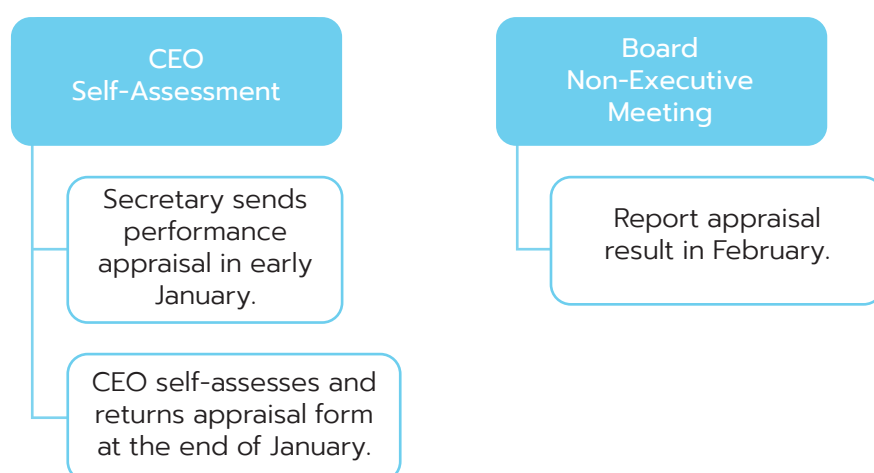 CEO
Self-Assessment
Secretary sends
performance
appraisal in early
January.
CEO self-assesses and
returns appraisal form
at the end of January.
Board
Non-Executive
Meeting
Report appraisal
result in February.